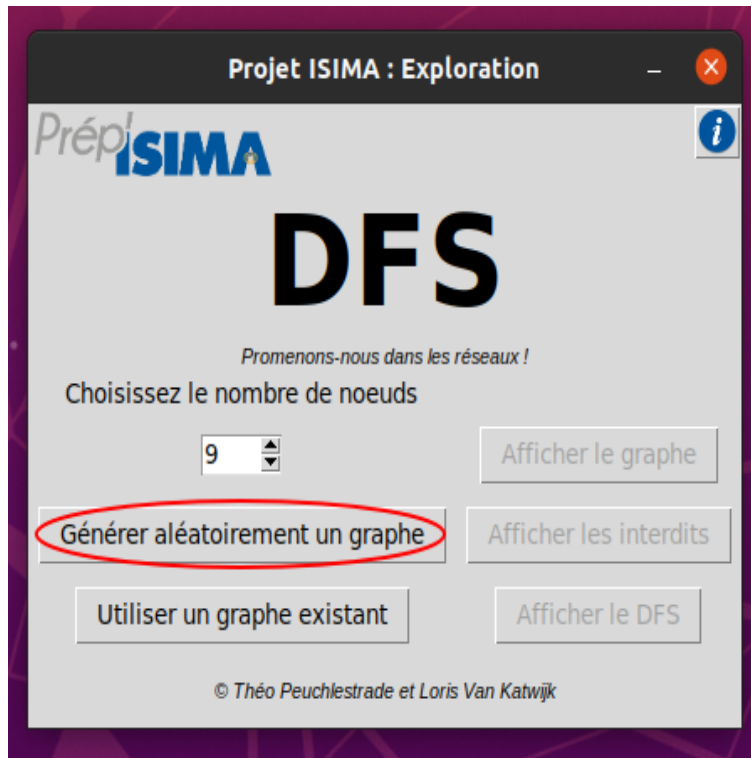 Projet ISIMA : Exploration
Prép'ISIMA
i
DFS
Promenons-nous dans les réseaux !
Choisissez le nombre de noeuds
9
Afficher le graphe
Générer aléatoirement un graphe
Afficher les interdits
Utiliser un graphe existant
Afficher le DFS
© Théo Peuchlestrade et Loris Van Katwijk